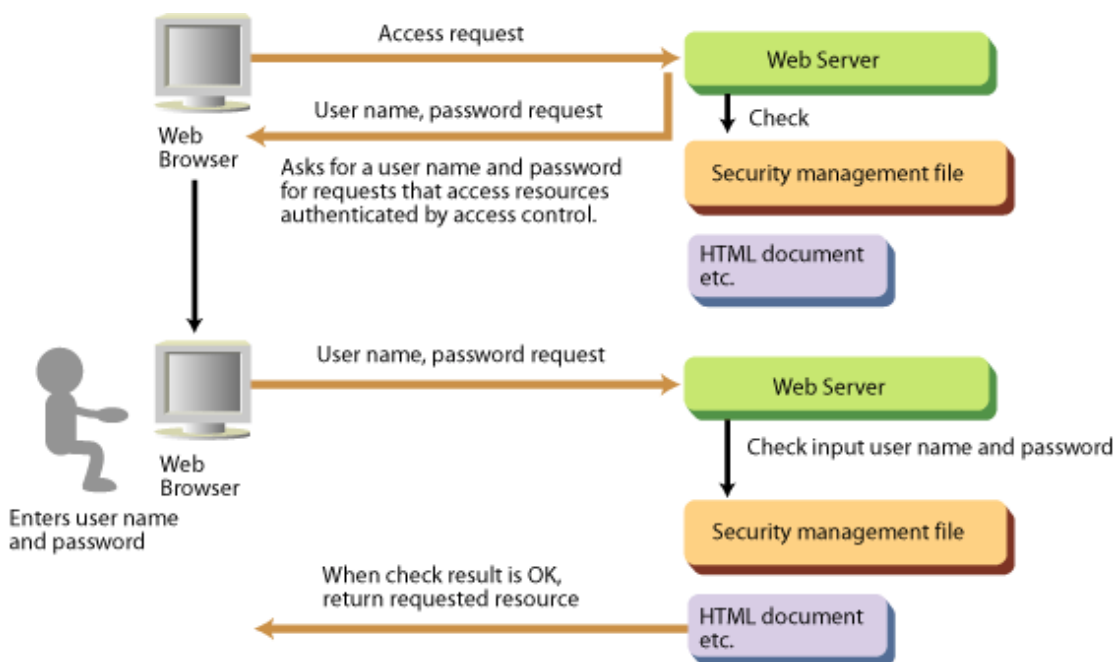 Access request
Web Server
User name, password request
Check
Web
Browser
Asks for a user name and password
for requests that access resources
authenticated by access control.
Security management file
HTML document
etc.
User name, password request
Web Server
Check input user name and password
Web
Browser
Enters user name
and password
Security management file
When check result is OK,
return requested resource
HTML document
etc.